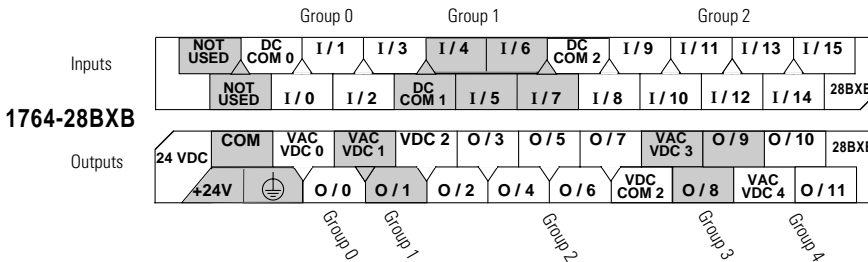 Group 0 Group 1 Group 2
Inputs
NOT USED DC COM 0 I / 1 I / 3 I / 4 I / 6 DC COM 2 I / 9 I / 11 I / 13 I / 15
NOT USED I / 0 I / 2 DC COM 1 I / 5 I / 7 I / 8 I / 10 I / 12 I / 14 28BXB
1764-28BXB
Outputs
24 VDC COM VAC VDC 0 VAC VDC 1 VDC 2 O / 3 O / 5 O / 7 VAC VDC 3 O / 9 O / 10 28BXB
+24V O / 0 O / 1 O / 2 O / 4 O / 6 VDC COM 2 O / 8 VAC VDC 4 O / 11
Group 0 Group 1 Group 2 Group 3 Group 4